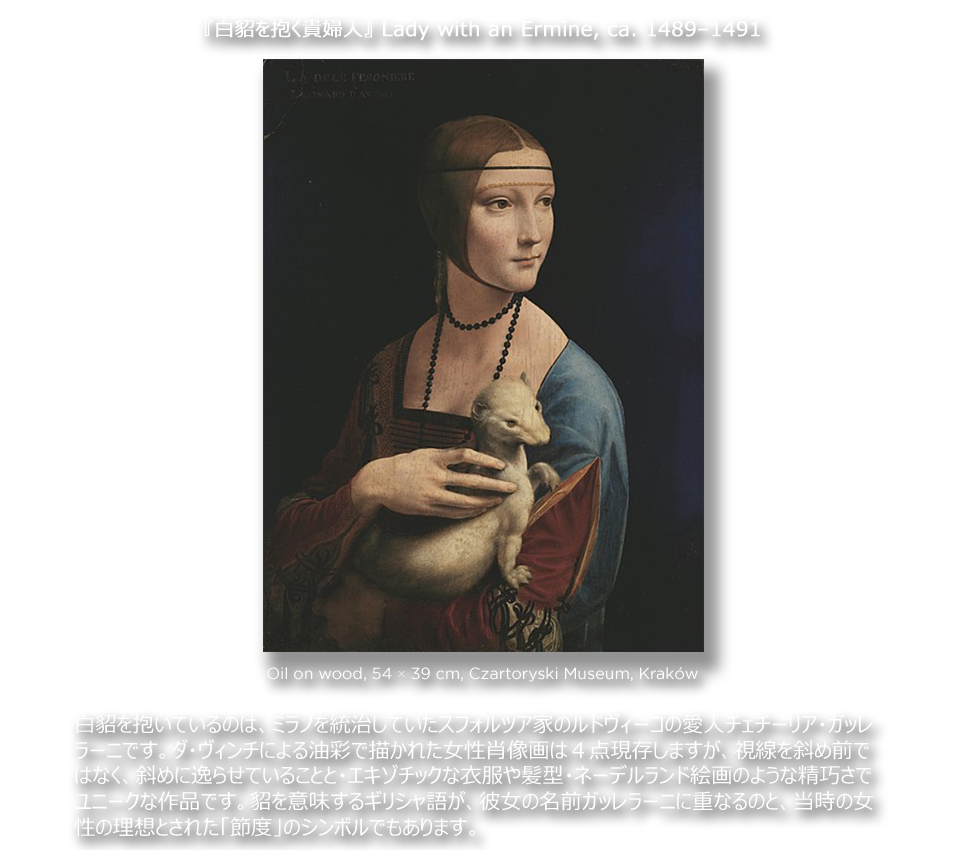 『白貂を抱く貴婦人』 Lady with an Ermine, ca. 1489–1491
LA BELE FERONIERE
LEONARD D'AWINCI
Oil on wood, 54 × 39 cm, Czartoryski Museum, Kraków
白貂を抱いているのは、ミラノを統治していたスフォルツア家のルドヴィーコの愛人チェチーリア・ガッレ
ラーニです。ダ・ヴィンチによる油彩で描かれた女性肖像画は４点現存しますが、視線を斜め前で
はなく、斜めに逸らせていることと・エキゾチックな衣服や髪型・ネーデルランド絵画のような精巧さで
ユニークな作品です。貂を意味するギリシャ語が、彼女の名前ガッレラーニに重なるのと、当時の女
性の理想とされた「節度」のシンボルでもあります。